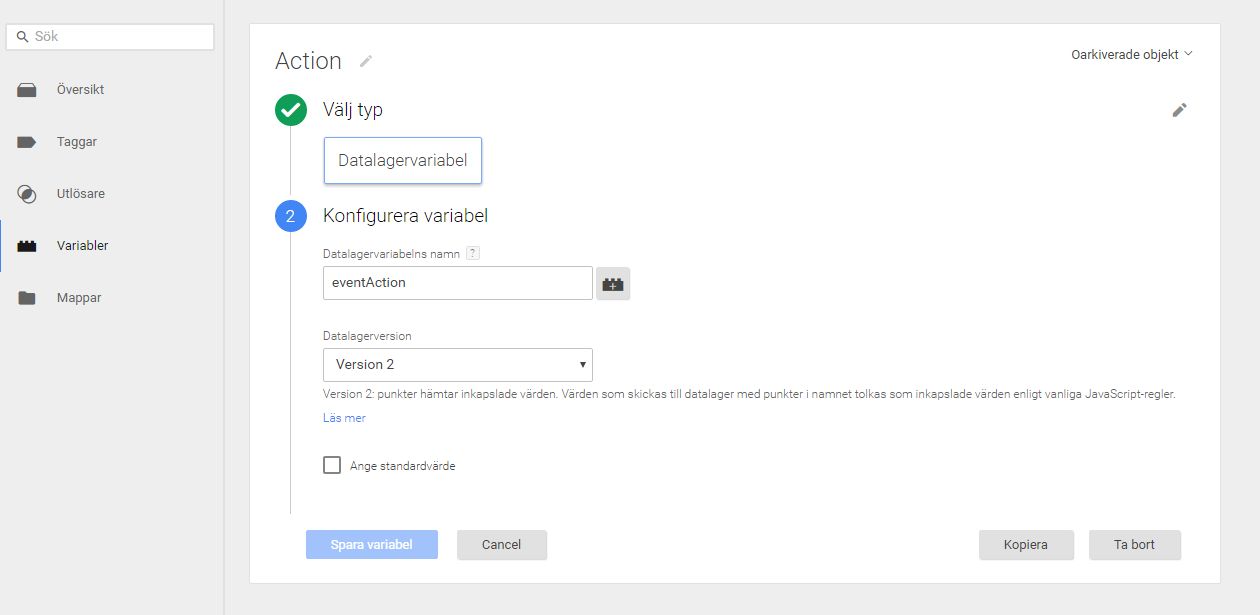 Sök
Översikt
Taggar
Utlösare
Variabler
Mappar
Action
Oarkiverade objekt
Välj typ
Datalagervariabel
2
Konfigurera variabel
Datalagervariabelns namn ?
eventAction
Datalagerversion
Version 2
Version 2: punkter hämtar inkapslade värden. Värden som skickas till datalager med punkter i namnet tolkas som inkapslade värden enligt vanliga JavaScript-regler.
Läs mer
Ange standardvärde
Spara variabel
Cancel
Kopiera
Ta bort